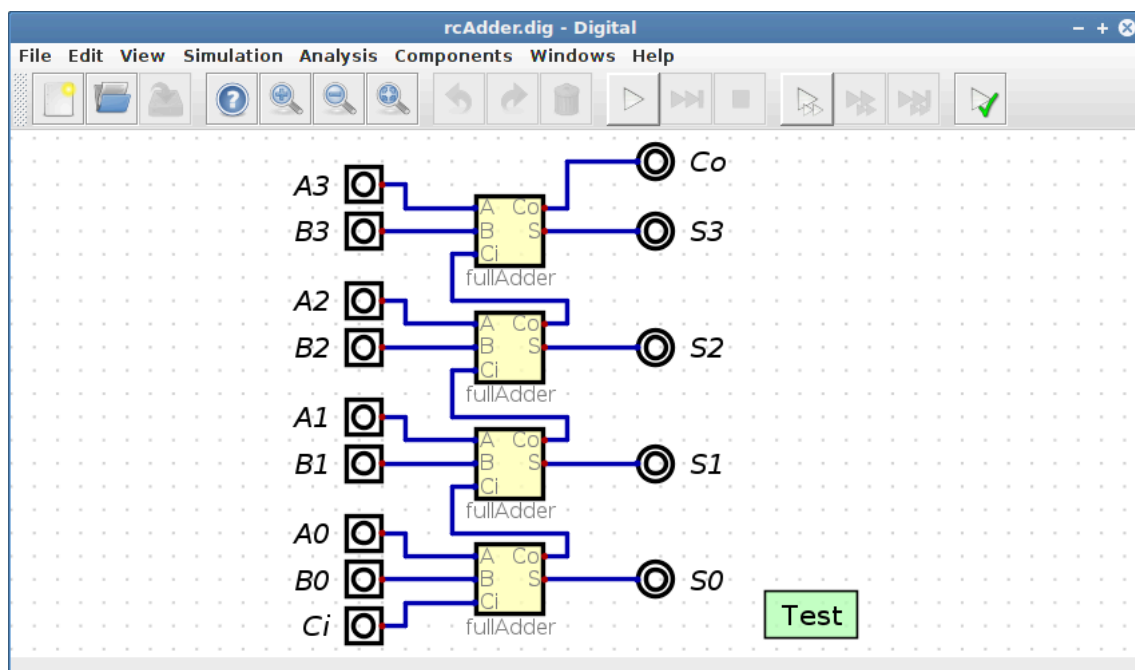 rcAdder.dig - Digital
File Edit View Simulation Analysis Components Windows Help
Co
A3
A Co
B3
B S
S3
Ci
fullAdder
A2
A Co
B2
B S
S2
Ci
fullAdder
A1
A Co
B1
B S
S1
Ci
fullAdder
A0
A Co
B0
B S
S0
Ci
Test
Ci
fullAdder